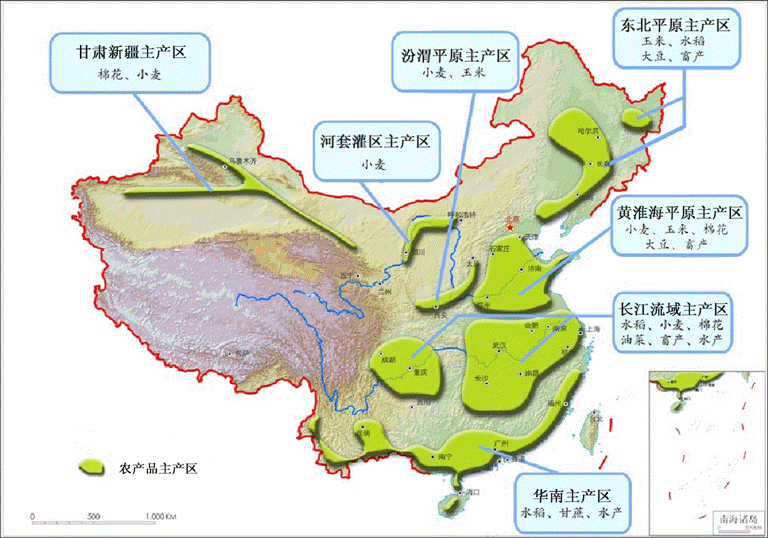 甘肃新疆主产区
棉花、小麦
汾渭平原主产区
小麦、玉米
东北平原主产区
玉米、水稻
大豆、畜产
河套灌区主产区
小麦
黄淮海平原主产区
小麦、玉米、棉花
大豆、畜产
长江流域主产区
水稻、小麦、棉花
油菜、畜产、水产
华南主产区
水稻、甘蔗、水产
哈尔滨
长春
乌鲁木齐
呼和浩特
北京
天津
银川
石家庄
济南
兰州
西安
合肥
南京
上海
成都
武汉
重庆
南昌
长沙
福州
台北
南宁
广州
海口
农产品主产区
0
500
1,000 KM
南海诸岛